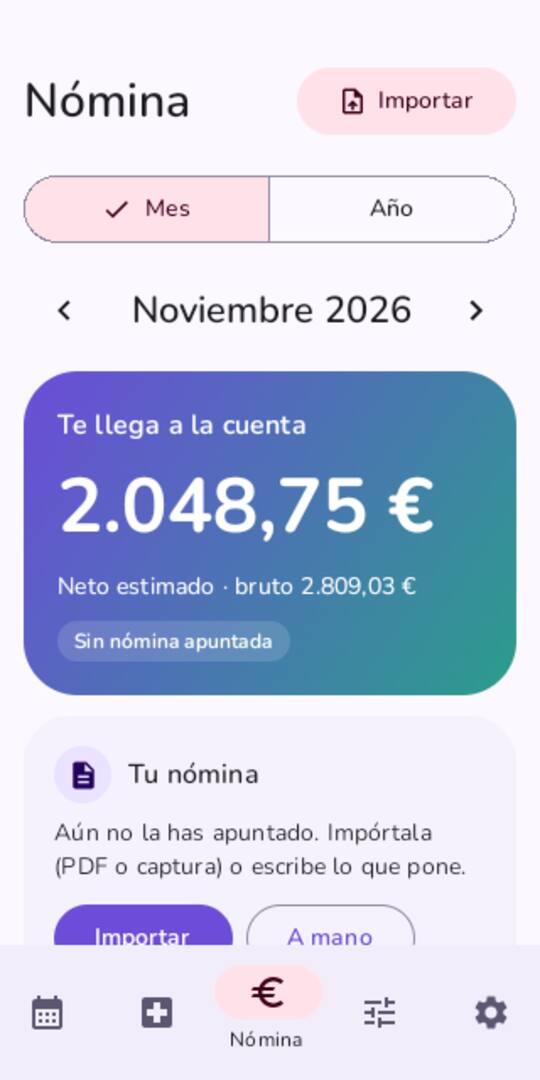 Nómina
Importar
Mes
Año
Noviembre 2026
Te llega a la cuenta
2.048,75 €
Neto estimado · bruto 2.809,03 €
Sin nómina apuntada
Tu nómina
Aún no la has apuntado. Impórtala
(PDF o captura) o escribe lo que pone.
Importar
A mano
€
Nómina